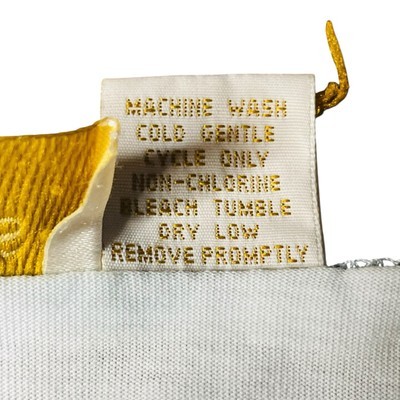 MACHINE WASH
COLD GENTLE
CYCLE ONLY
NON-CHLORINE
BLEACH TUMBLE
DRY LOW
REMOVE PROMPTLY